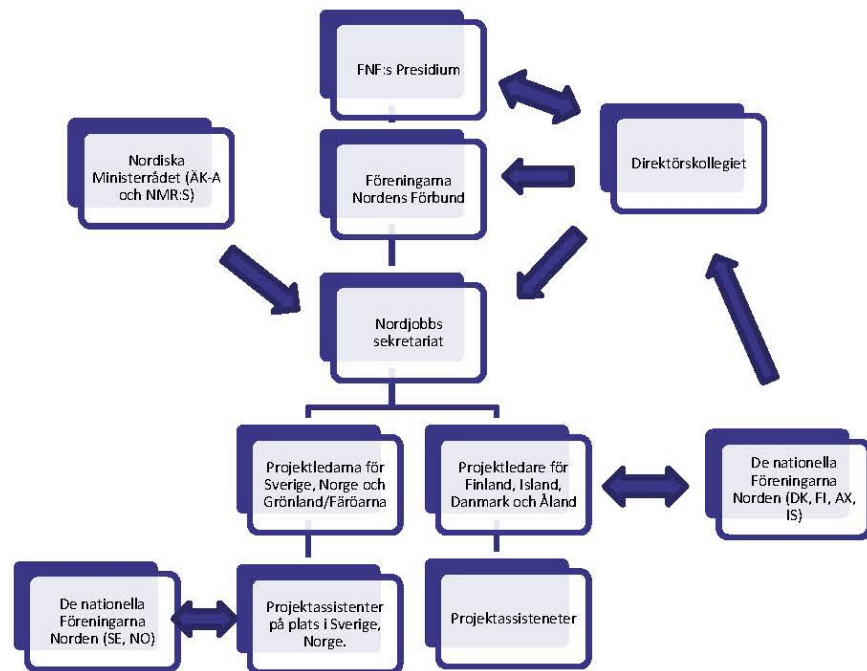 FNF:s Presidium
Nordiska
Ministerrådet (ÄK-A
och NMR:S)
Föreningarna
Nordens Förbund
Direktörskollegiet
Nordjobbs
sekretariat
Projektledarna för
Sverige, Norge och
Grönland/Färöarna
Projektledare för
Finland, Island,
Danmark och Åland
De nationella
Föreningarna
Norden (DK, FI, AX,
IS)
De nationella
Föreningarna
Norden (SE, NO)
Projektassistenter
på plats i Sverige,
Norge.
Projektassisteneter